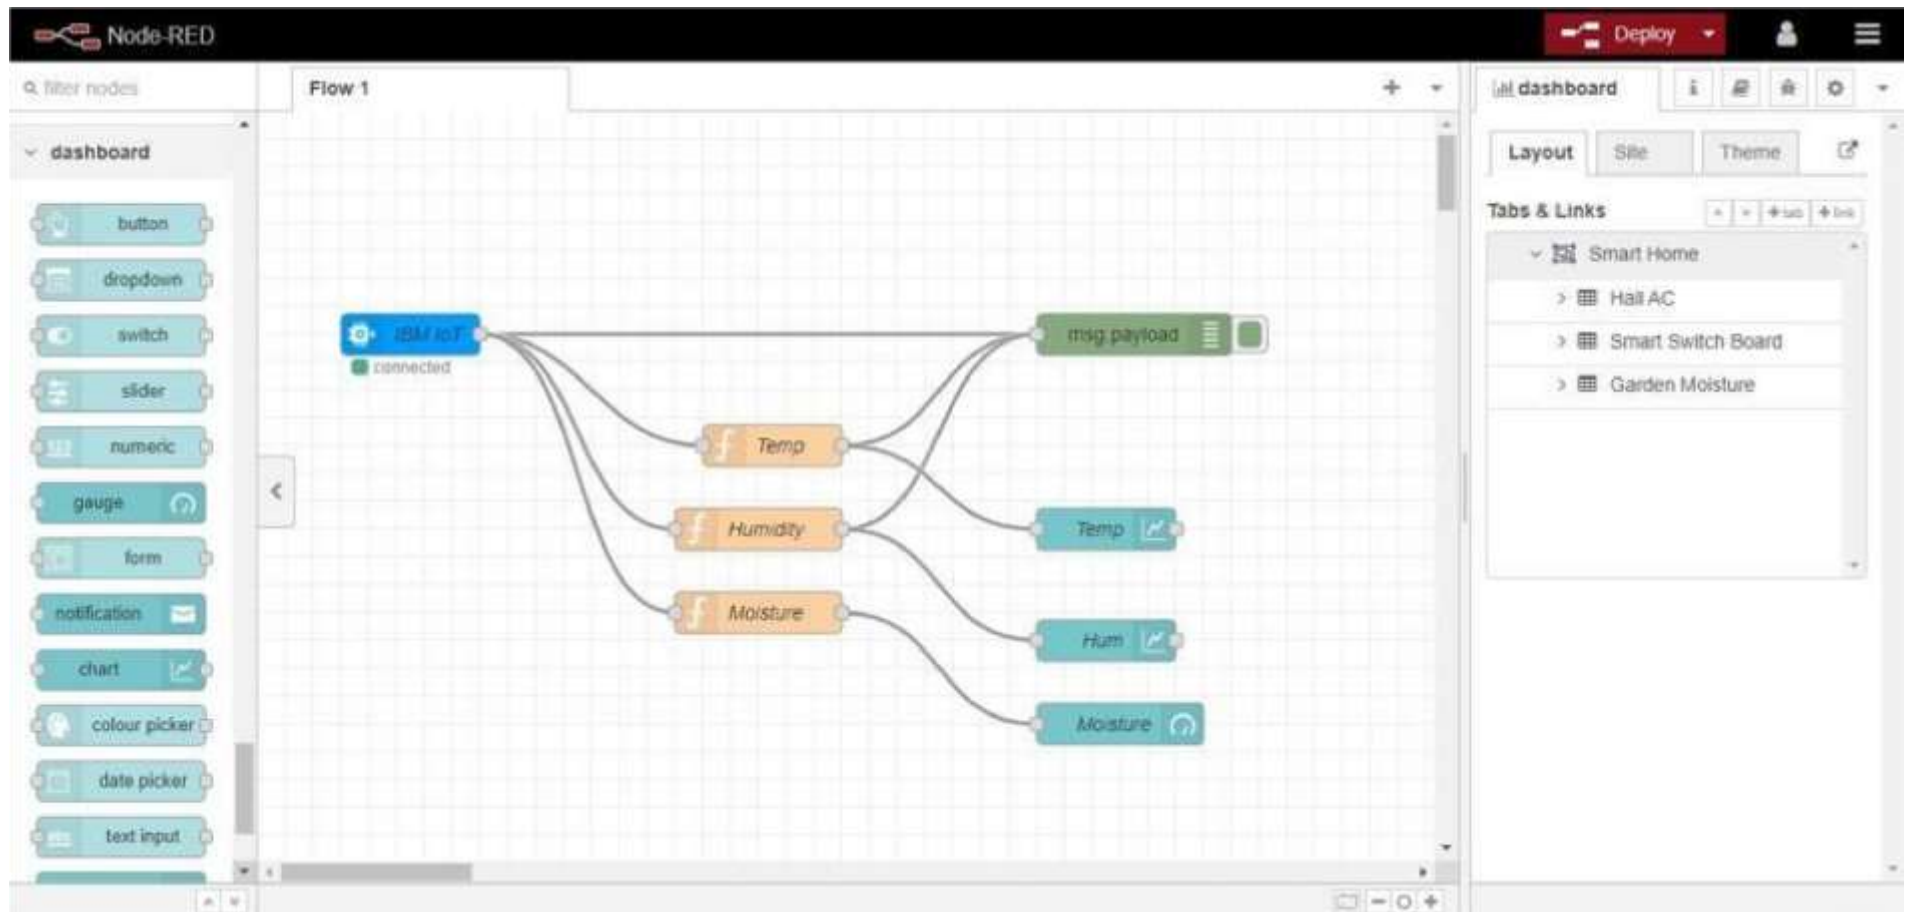 Node-RED
Deploy
filter nodes
Flow 1
dashboard
dashboard
button
dropdown
switch
slider
numeric
gauge
form
notification
chart
colour picker
date picker
text input
IBM IoT
connected
msg.payload
Temp
Humidity
Moisture
Temp
Hum
Moisture
Layout
Site
Theme
Tabs & Links
+ tab
+ link
Smart Home
Hall AC
Smart Switch Board
Garden Moisture